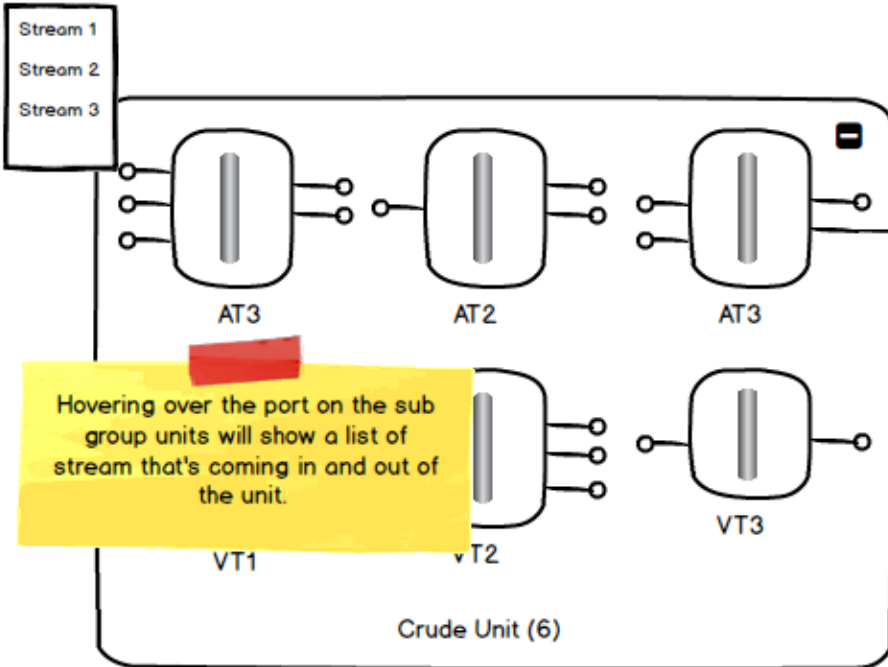 Stream 1
Stream 2
Stream 3
AT3
AT2
AT3
Hovering over the port on the sub
group units will show a list of
stream that's coming in and out of
the unit.
VT1
VT2
VT3
Crude Unit (6)